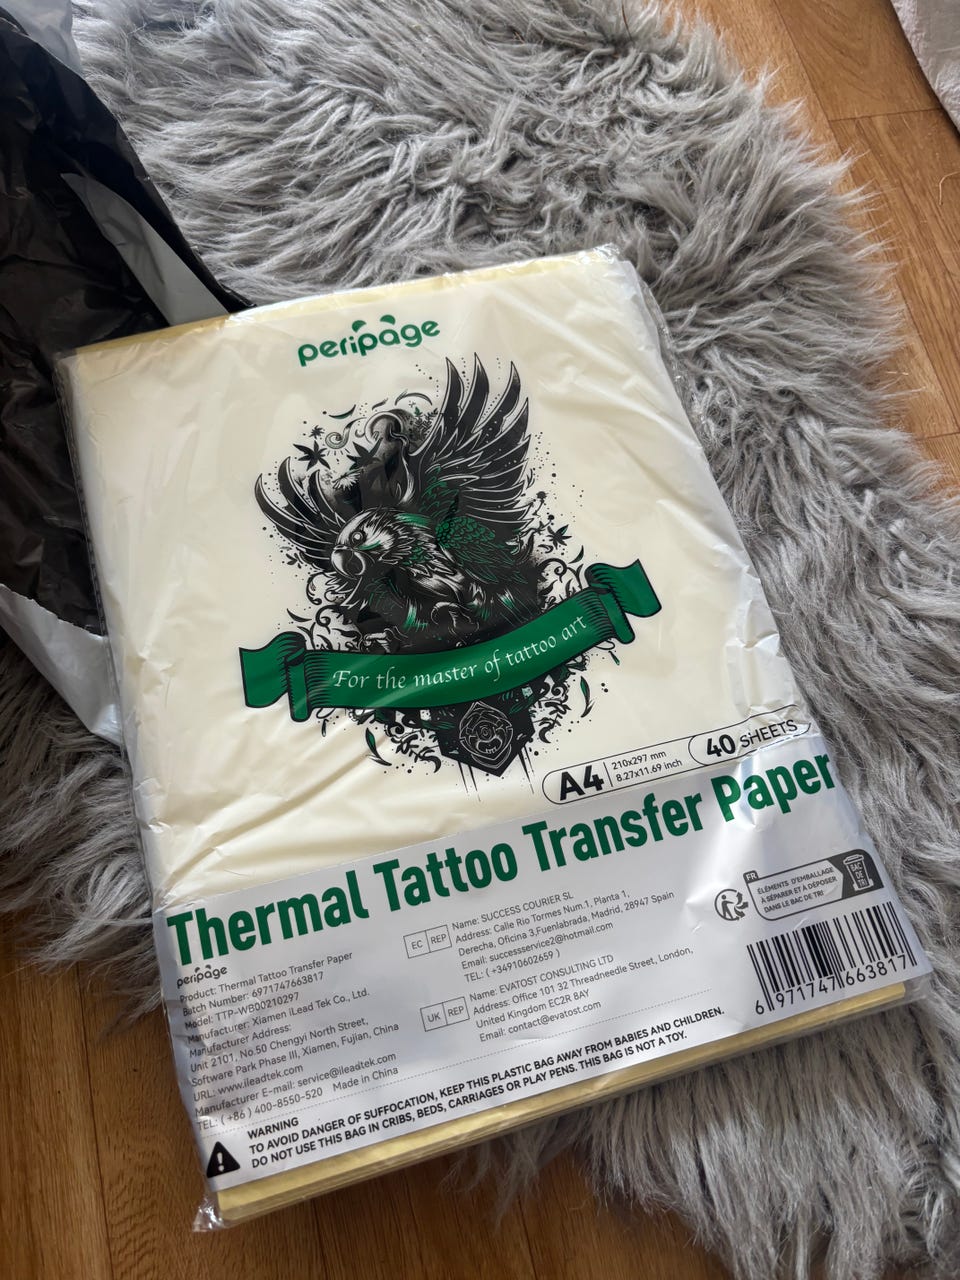 peripage
For the master of tattoo art
A4
210x297 mm
8.27x11.69 inch
40 SHEETS
Thermal Tattoo Transfer Paper
peripage
Product: Thermal Tattoo Transfer Paper
Batch Number: 6971747663817
Model: TTP-WB00210297
Manufacturer: Xiamen iLead Tek Co., Ltd.
Manufacturer Address:
Unit 2101, No.50 Chengyi North Street,
Software Park Phase III, Xiamen, Fujian, China
URL: www.ileadtek.com
Manufacturer E-mail: service@ileadtek.com
TEL: (+86) 400-8550-520 Made in China
EC REP
Name: SUCCESS COURIER SL
Address: Calle Rio Tormes Num.1, Planta 1,
Derecha, Oficina 3,Fuenlabrada, Madrid, 28947 Spain
Email: successservice2@hotmail.com
TEL: (+34910602659)
UK REP
Name: EVATOST CONSULTING LTD
Address: Office 101 32 Threadneedle Street, London,
United Kingdom EC2R 8AY
Email: contact@evatost.com
FR
ÉLÉMENTS D'EMBALLAGE
À SÉPARER ET À DÉPOSER
DANS LE BAC DE TRI
BAC
DE
TRI
6 971747 663817
WARNING
TO AVOID DANGER OF SUFFOCATION, KEEP THIS PLASTIC BAG AWAY FROM BABIES AND CHILDREN.
DO NOT USE THIS BAG IN CRIBS, BEDS, CARRIAGES OR PLAY PENS. THIS BAG IS NOT A TOY.